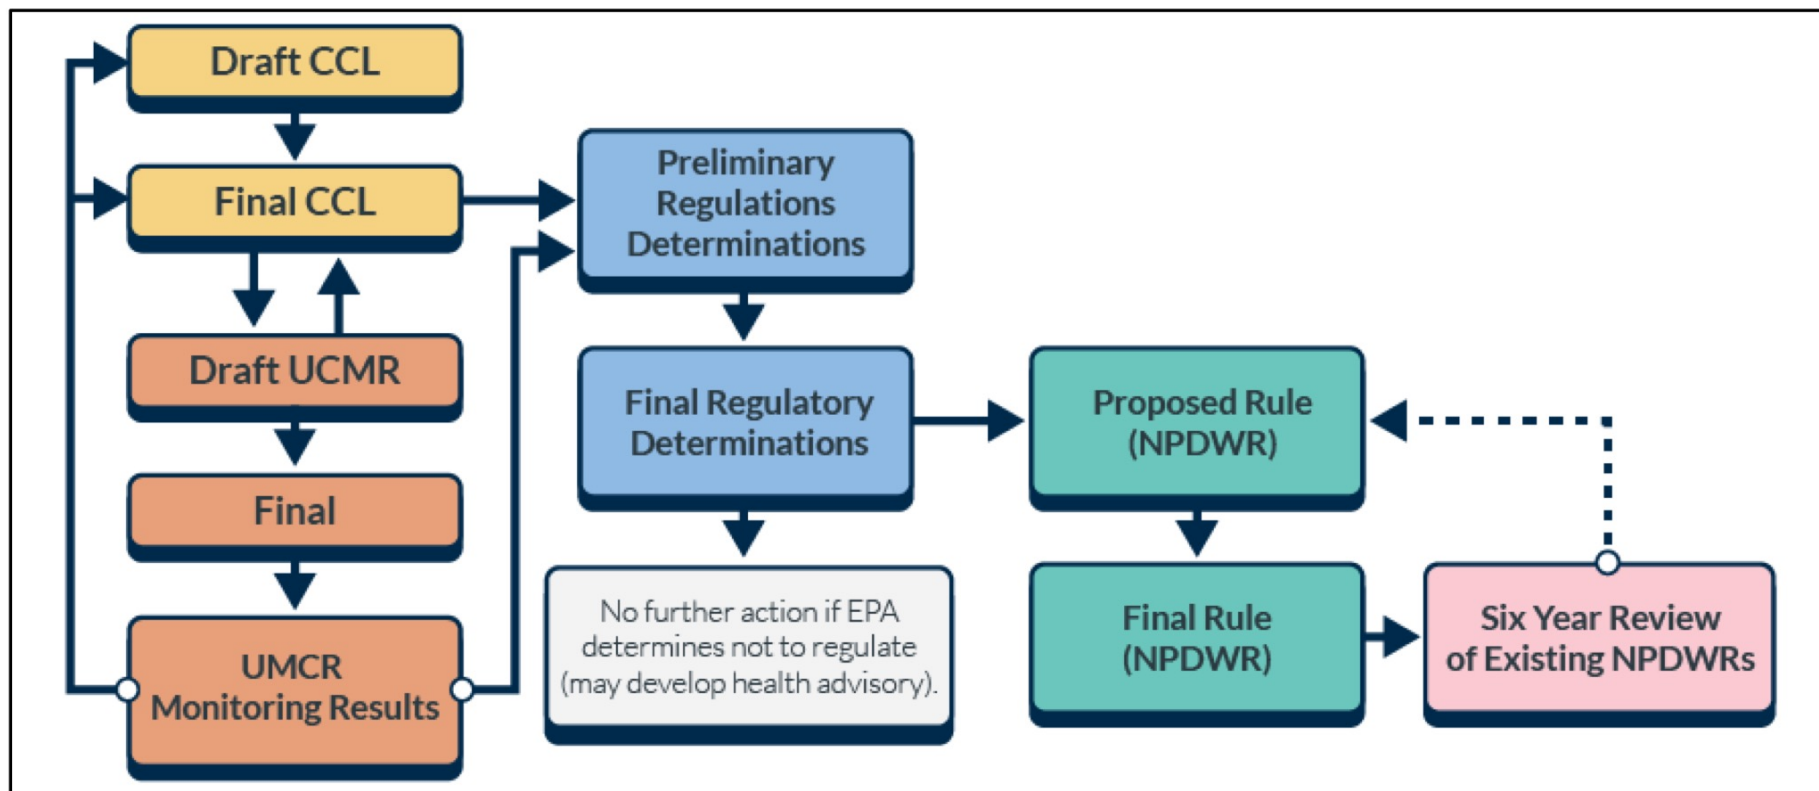 Draft CCL
Final CCL
Draft UCMR
Final
UMCR
Monitoring Results
Preliminary
Regulations
Determinations
Final Regulatory
Determinations
No further action if EPA
determines not to regulate
(may develop health advisory).
Proposed Rule
(NPDWR)
Final Rule
(NPDWR)
Six Year Review
of Existing NPDWRs